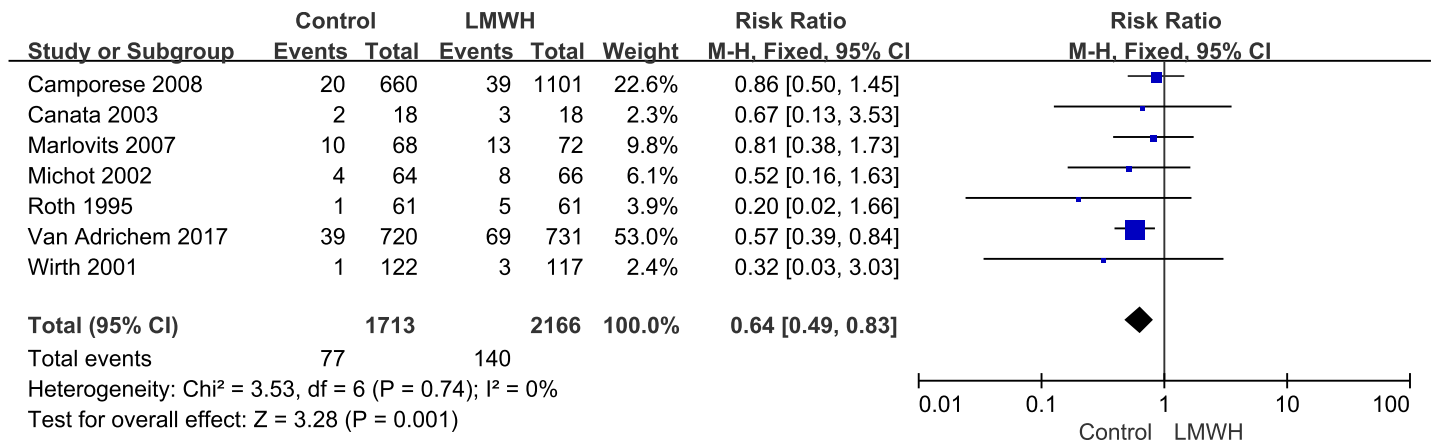 Control LMWH Risk Ratio Risk Ratio
Study or Subgroup Events Total Events Total Weight M-H, Fixed, 95% CI M-H, Fixed, 95% CI
Camporese 2008 20 660 39 1101 22.6% 0.86 [0.50, 1.45]
Canata 2003 2 18 3 18 2.3% 0.67 [0.13, 3.53]
Marlovits 2007 10 68 13 72 9.8% 0.81 [0.38, 1.73]
Michot 2002 4 64 8 66 6.1% 0.52 [0.16, 1.63]
Roth 1995 1 61 5 61 3.9% 0.20 [0.02, 1.66]
Van Adrichem 2017 39 720 69 731 53.0% 0.57 [0.39, 0.84]
Wirth 2001 1 122 3 117 2.4% 0.32 [0.03, 3.03]
Total (95% CI) 1713 2166 100.0% 0.64 [0.49, 0.83]
Total events 77 140
Heterogeneity: Chi² = 3.53, df = 6 (P = 0.74); I² = 0%
Test for overall effect: Z = 3.28 (P = 0.001)
0.01 0.1 1 10 100
Control LMWH